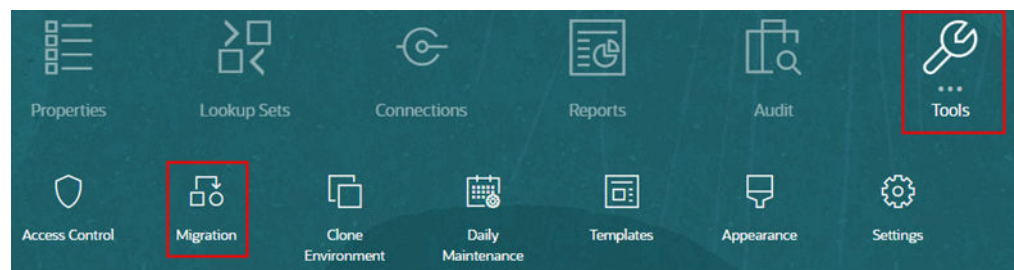 Properties
Lookup Sets
Connections
Reports
Audit
Tools
Access Control
Migration
Clone
Environment
Daily
Maintenance
Templates
Appearance
Settings